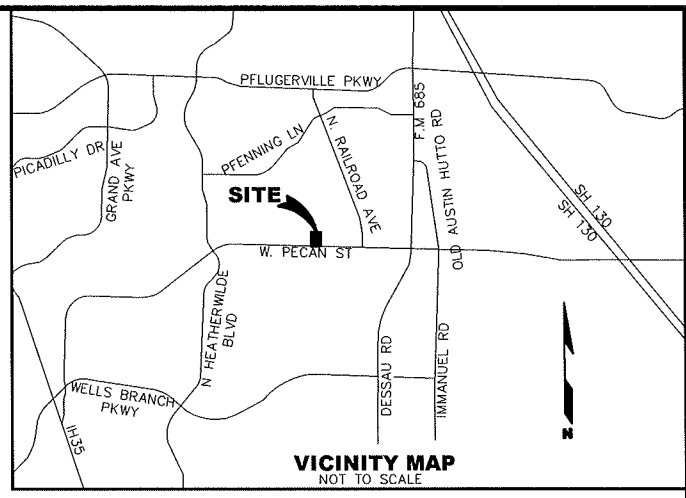 PFLUGERVILLE PKWY
F.M 685
N. RAILROAD AVE
PFENNING LN
PICADILLY DR
GRAND AVE
PKWY
SITE
OLD AUSTIN HUTTO RD
SH 130
SH 130
W. PECAN ST
N HEATHERWILDE
BLVD
DESSAU RD
IMMANUEL RD
WELLS BRANCH
PKWY
IH35
N
VICINITY MAP
NOT TO SCALE